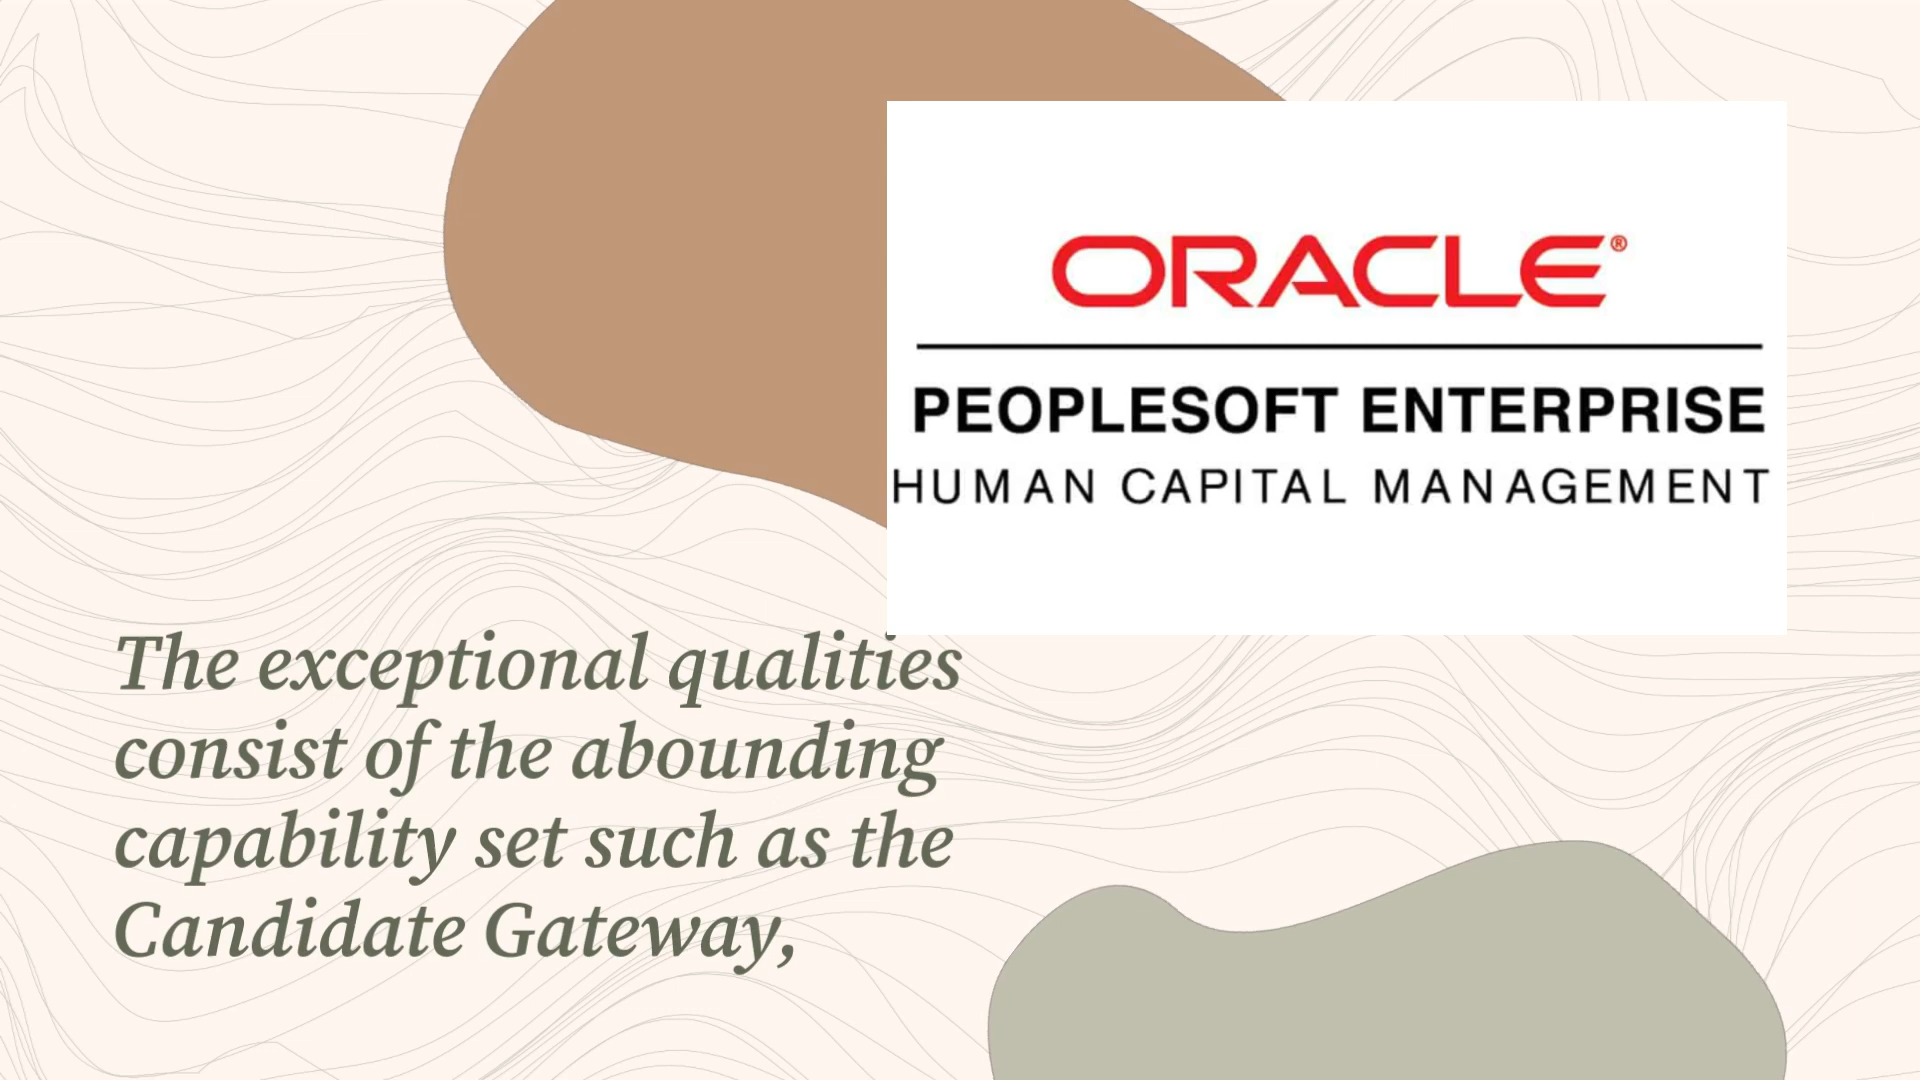 ORACLE®
PEOPLESOFT ENTERPRISE
HUMAN CAPITAL MANAGEMENT
The exceptional qualities
consist of the abounding
capability set such as the
Candidate Gateway,